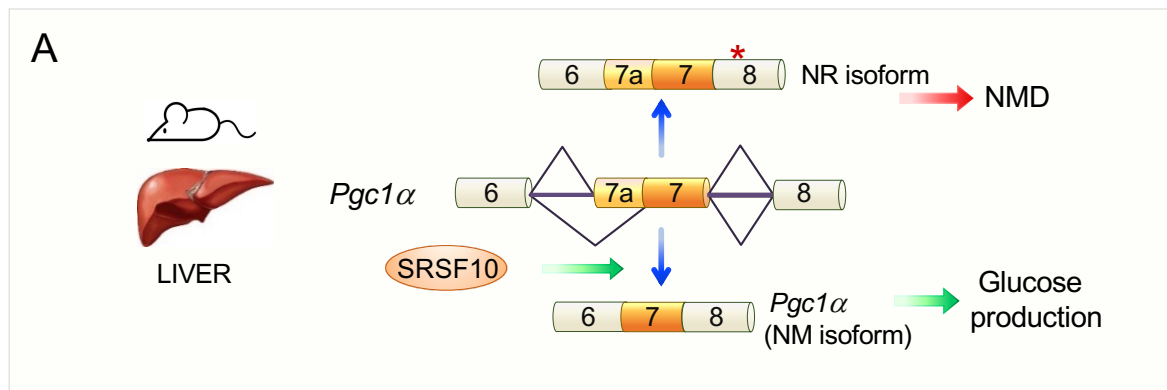 A
6 7a 7 8
*
NR isoform
NMD
Pgc1α
6 7a 7 8
LIVER
SRSF10
6 7 8
Pgc1α
(NM isoform)
Glucose
production